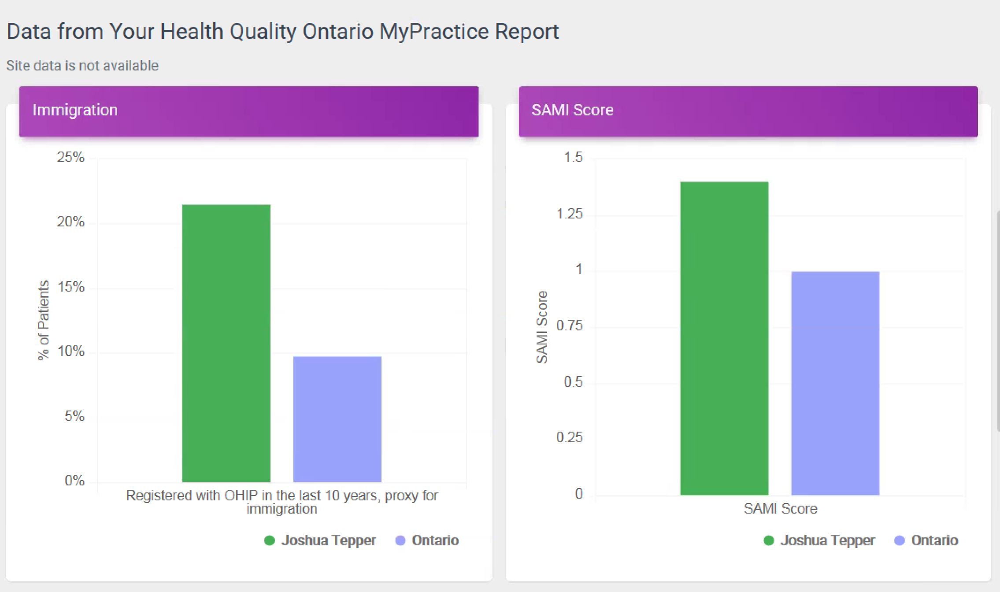 Data from Your Health Quality Ontario MyPractice Report
Site data is not available
Immigration
25%
20%
15%
10%
5%
0%
% of Patients
Registered with OHIP in the last 10 years, proxy for
immigration
Joshua Tepper
Ontario
SAMI Score
1.5
1.25
1
0.75
0.5
0.25
0
SAMI Score
SAMI Score
Joshua Tepper
Ontario